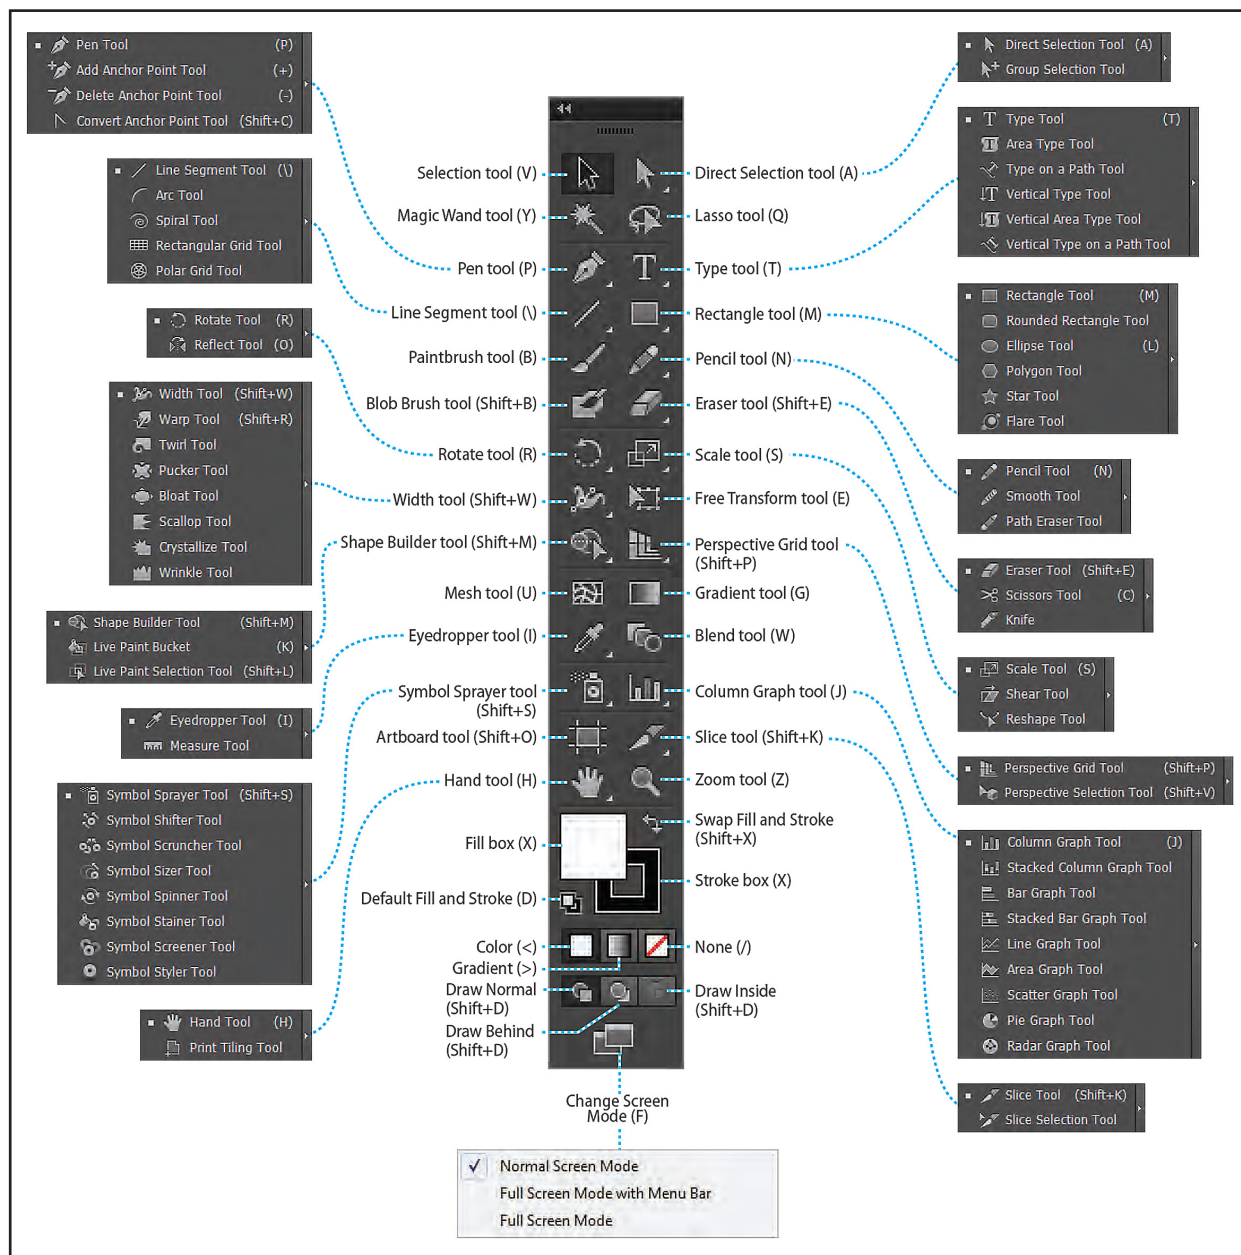 Pen Tool (P)
Add Anchor Point Tool (+)
Delete Anchor Point Tool (-)
Convert Anchor Point Tool (Shift+C)
Line Segment Tool (\)
Arc Tool
Spiral Tool
Rectangular Grid Tool
Polar Grid Tool
Rotate Tool (R)
Reflect Tool (O)
Width Tool (Shift+W)
Warp Tool (Shift+R)
Twirl Tool
Pucker Tool
Bloat Tool
Scallop Tool
Crystallize Tool
Wrinkle Tool
Shape Builder Tool (Shift+M)
Live Paint Bucket (K)
Live Paint Selection Tool (Shift+L)
Eyedropper Tool (I)
Measure Tool
Symbol Sprayer Tool (Shift+S)
Symbol Shifter Tool
Symbol Scruncher Tool
Symbol Sizer Tool
Symbol Spinner Tool
Symbol Stainer Tool
Symbol Screener Tool
Symbol Styler Tool
Hand Tool (H)
Print Tiling Tool
Selection tool (V)
Magic Wand tool (Y)
Pen tool (P)
Line Segment tool (\)
Paintbrush tool (B)
Blob Brush tool (Shift+B)
Rotate tool (R)
Width tool (Shift+W)
Shape Builder tool (Shift+M)
Mesh tool (U)
Eyedropper tool (I)
Symbol Sprayer tool
(Shift+S)
Artboard tool (Shift+O)
Hand tool (H)
Fill box (X)
Default Fill and Stroke (D)
Color (<)
Gradient (>)
Draw Normal
(Shift+D)
Draw Behind
(Shift+D)
Direct Selection tool (A)
Lasso tool (Q)
Type tool (T)
Rectangle tool (M)
Pencil tool (N)
Eraser tool (Shift+E)
Scale tool (S)
Free Transform tool (E)
Perspective Grid tool
(Shift+P)
Gradient tool (G)
Blend tool (W)
Column Graph tool (J)
Slice tool (Shift+K)
Zoom tool (Z)
Swap Fill and Stroke
(Shift+X)
Stroke box (X)
None (/)
Draw Inside
(Shift+D)
Direct Selection Tool (A)
Group Selection Tool
Type Tool (T)
Area Type Tool
Type on a Path Tool
Vertical Type Tool
Vertical Area Type Tool
Vertical Type on a Path Tool
Rectangle Tool (M)
Rounded Rectangle Tool
Ellipse Tool (L)
Polygon Tool
Star Tool
Flare Tool
Pencil Tool (N)
Smooth Tool
Path Eraser Tool
Eraser Tool (Shift+E)
Scissors Tool (C)
Knife
Scale Tool (S)
Shear Tool
Reshape Tool
Perspective Grid Tool (Shift+P)
Perspective Selection Tool (Shift+V)
Column Graph Tool (J)
Stacked Column Graph Tool
Bar Graph Tool
Stacked Bar Graph Tool
Line Graph Tool
Area Graph Tool
Scatter Graph Tool
Pie Graph Tool
Radar Graph Tool
Slice Tool (Shift+K)
Slice Selection Tool
Change Screen
Mode (F)
Normal Screen Mode
Full Screen Mode with Menu Bar
Full Screen Mode